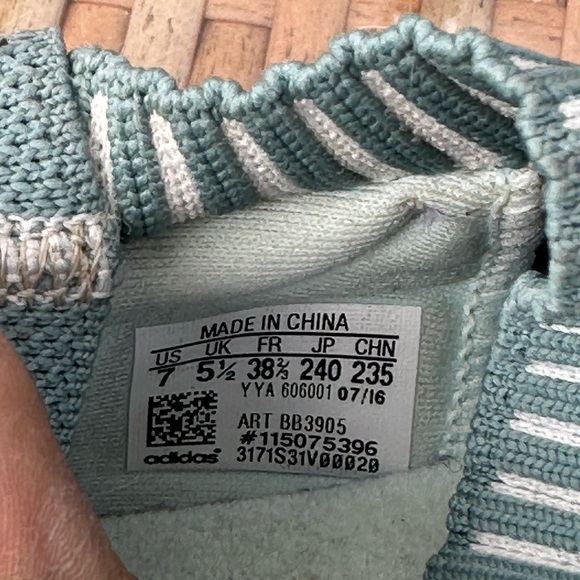 MADE IN CHINA
US UK FR JP CHN
7 5½ 38⅔ 240 235
YYA 606001 07/16
ART BB3905
#115075396
adidas® 3171S31V00020